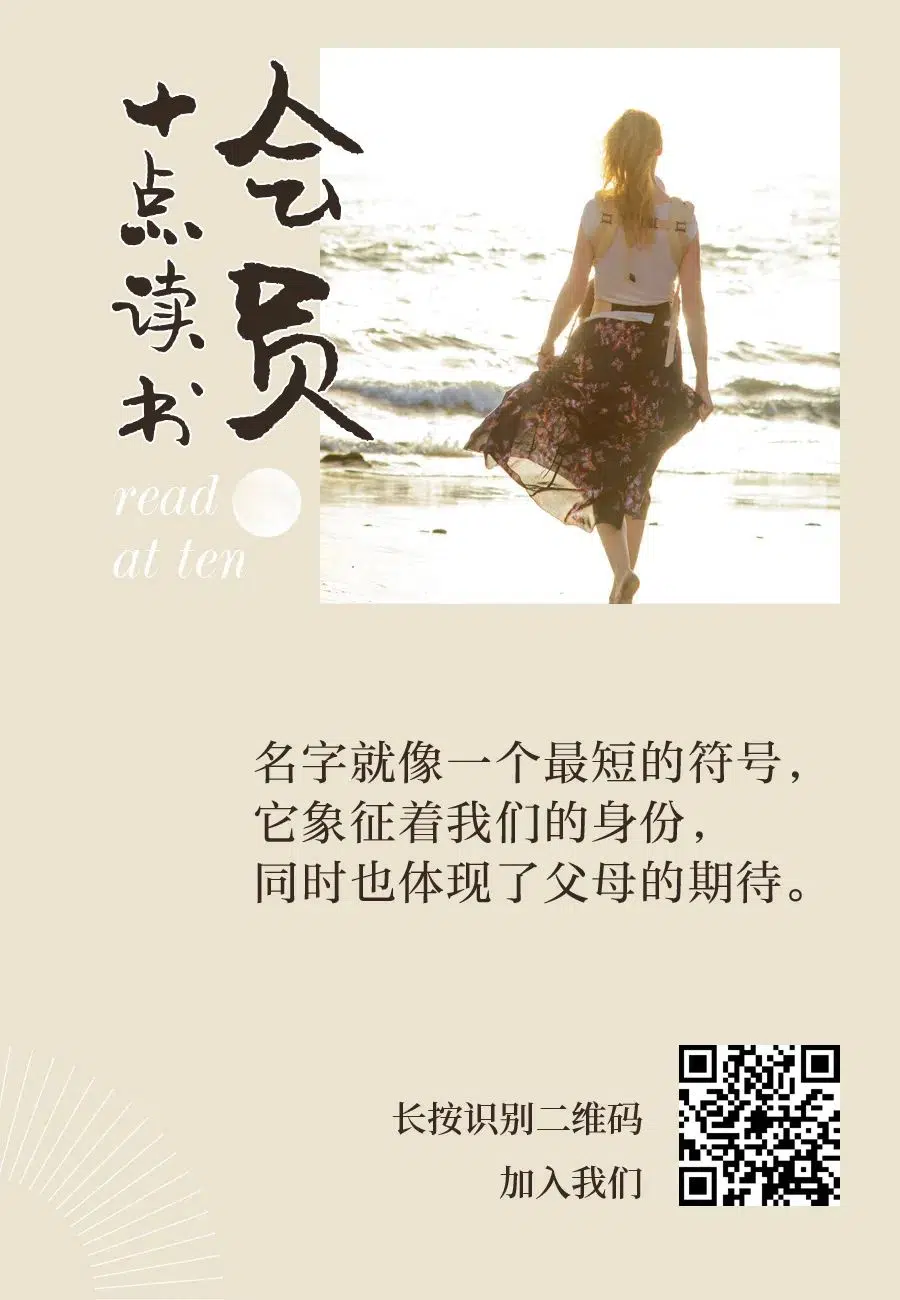 十点读书
会员
read
at ten
名字就像一个最短的符号，
它象征着我们的身份，
同时也体现了父母的期待。
长按识别二维码
加入我们